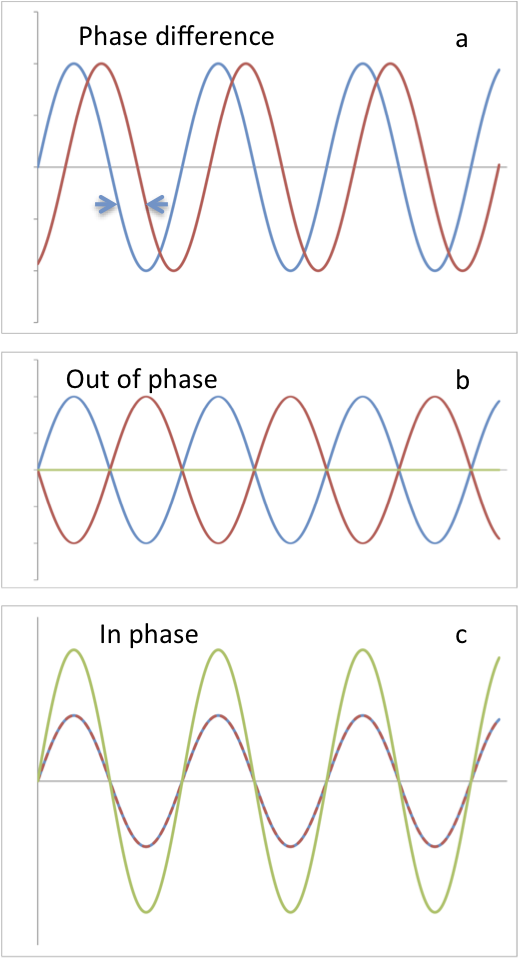 Phase difference
a
Out of phase
b
In phase
c